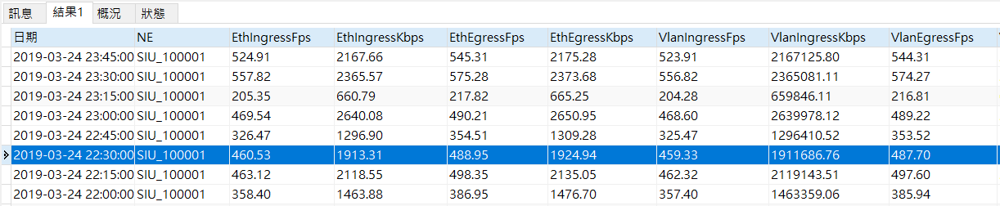 訊息 結果1 概況 狀態
日期 NE EthIngressFps EthIngressKbps EthEgressFps EthEgressKbps VlanIngressFps VlanIngressKbps VlanEgressFps
2019-03-24 23:45:00 SIU_100001 524.91 2167.66 545.31 2175.28 523.91 2167125.80 544.31
2019-03-24 23:30:00 SIU_100001 557.82 2365.57 575.28 2373.68 556.82 2365081.11 574.27
2019-03-24 23:15:00 SIU_100001 205.35 660.79 217.82 665.25 204.28 659846.11 216.81
2019-03-24 23:00:00 SIU_100001 469.54 2640.08 490.21 2650.95 468.60 2639978.12 489.22
2019-03-24 22:45:00 SIU_100001 326.47 1296.90 354.51 1309.28 325.47 1296410.52 353.52
2019-03-24 22:30:00 SIU_100001 460.53 1913.31 488.95 1924.94 459.33 1911686.76 487.70
2019-03-24 22:15:00 SIU_100001 463.12 2118.55 498.35 2135.05 462.32 2119143.51 497.60
2019-03-24 22:00:00 SIU_100001 358.40 1463.88 386.95 1476.70 357.40 1463359.06 385.94